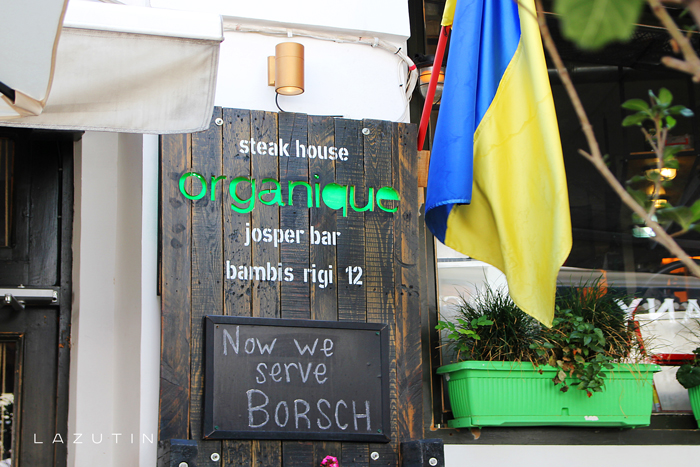 steak house
organique
josper bar
bambis rigi 12
Now we
serve
BORSCH
LAZUTIN